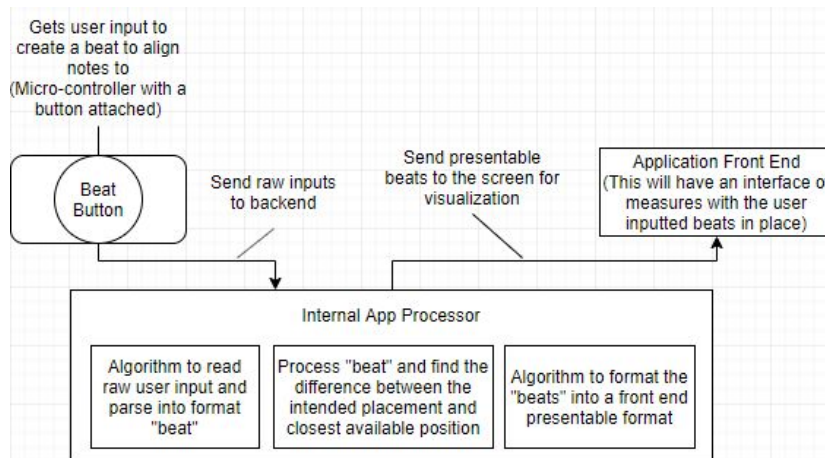 Gets user input to
create a beat to align
notes to
(Micro-controller with a
button attached)
Beat
Button
Send raw inputs
to backend
Send presentable
beats to the screen for
visualization
Application Front End
(This will have an interface of
measures with the user
inputted beats in place)
Internal App Processor
Algorithm to read
raw user input and
parse into format
"beat"
Process "beat" and find the
difference between the
intended placement and
closest available position
Algorithm to format the
"beats" into a front end
presentable format